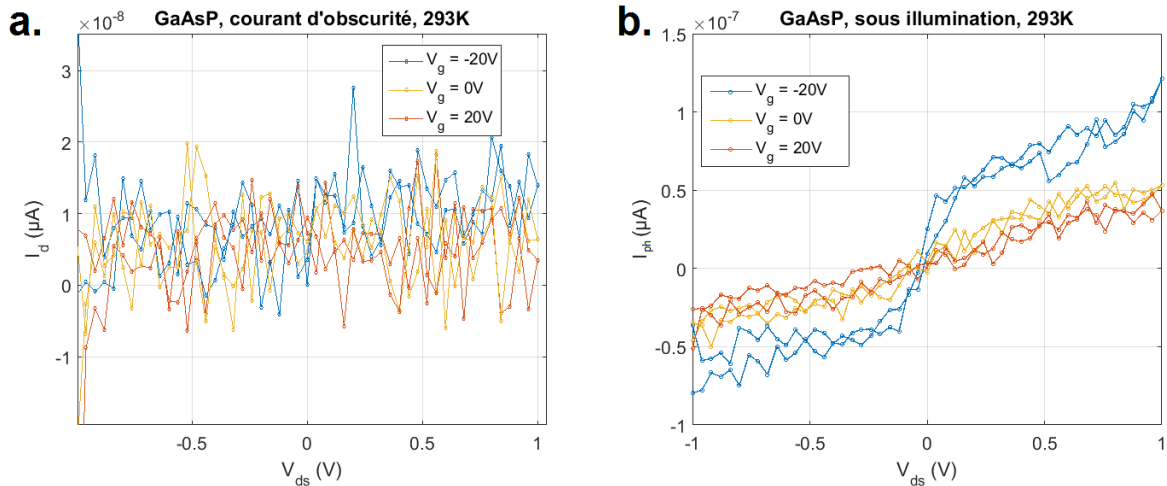 a.
GaAsP, courant d'obscurité, 293K
×10⁻⁸
3
2
1
0
-1
I_d (µA)
V_g = -20V
V_g = 0V
V_g = 20V
-0.5
0
0.5
1
V_ds (V)
b.
GaAsP, sous illumination, 293K
×10⁻⁷
1.5
1
0.5
0
-0.5
-1
I_ph (µA)
V_g = -20V
V_g = 0V
V_g = 20V
-1
-0.5
0
0.5
1
V_ds (V)